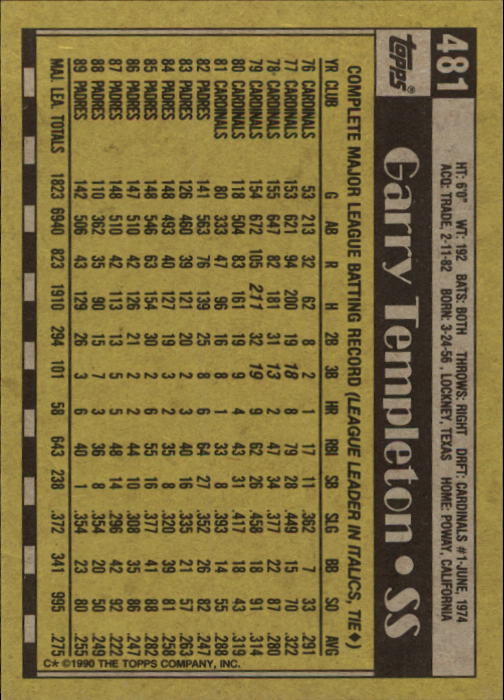 481
HT: 6'0" WT: 192 BATS: BOTH THROWS: RIGHT DRFT: CARDINALS #1-JUNE, 1974
ACQ: TRADE, 2-11-82 BORN: 3-24-56, LOCKNEY, TEXAS HOME: POWAY, CALIFORNIA
topps® Garry Templeton • SS
COMPLETE MAJOR LEAGUE BATTING RECORD (LEAGUE LEADER IN ITALICS, TIE♦)
YR CLUB G AB R H 2B 3B HR RBI SB SLG BB SO AVG
76 CARDINALS 53 213 32 62 8 2 1 17 11 .362 7 33 .291
77 CARDINALS 153 621 94 200 19 18 8 79 28 .449 15 70 .322
78 CARDINALS 155 647 82 181 31 13 2 47 34 .377 22 87 .280
79 CARDINALS 154 672 105 211 32 19 9 62 26 .458 18 91 .314
80 CARDINALS 118 504 83 161 19 9 4 43 31 .417 18 43 .319
81 CARDINALS 80 333 47 96 16 8 1 33 8 .393 14 55 .288
82 PADRES 141 563 76 139 25 8 6 64 27 .352 26 82 .247
83 PADRES 126 460 39 121 20 2 3 40 16 .335 21 57 .263
84 PADRES 148 493 40 127 19 3 2 35 8 .320 39 81 .258
85 PADRES 148 546 63 154 30 2 6 55 16 .377 41 88 .282
86 PADRES 147 510 42 126 21 2 2 44 10 .308 35 86 .247
87 PADRES 148 510 42 113 13 5 5 48 14 .296 42 92 .222
88 PADRES 110 362 35 90 15 7 3 36 8 .354 20 50 .249
89 PADRES 142 506 43 129 26 3 6 40 1 .354 23 80 .255
MAJ. LEA. TOTALS 1823 6940 823 1910 294 101 58 643 238 .372 341 995 .275
C* ©1990 THE TOPPS COMPANY, INC.